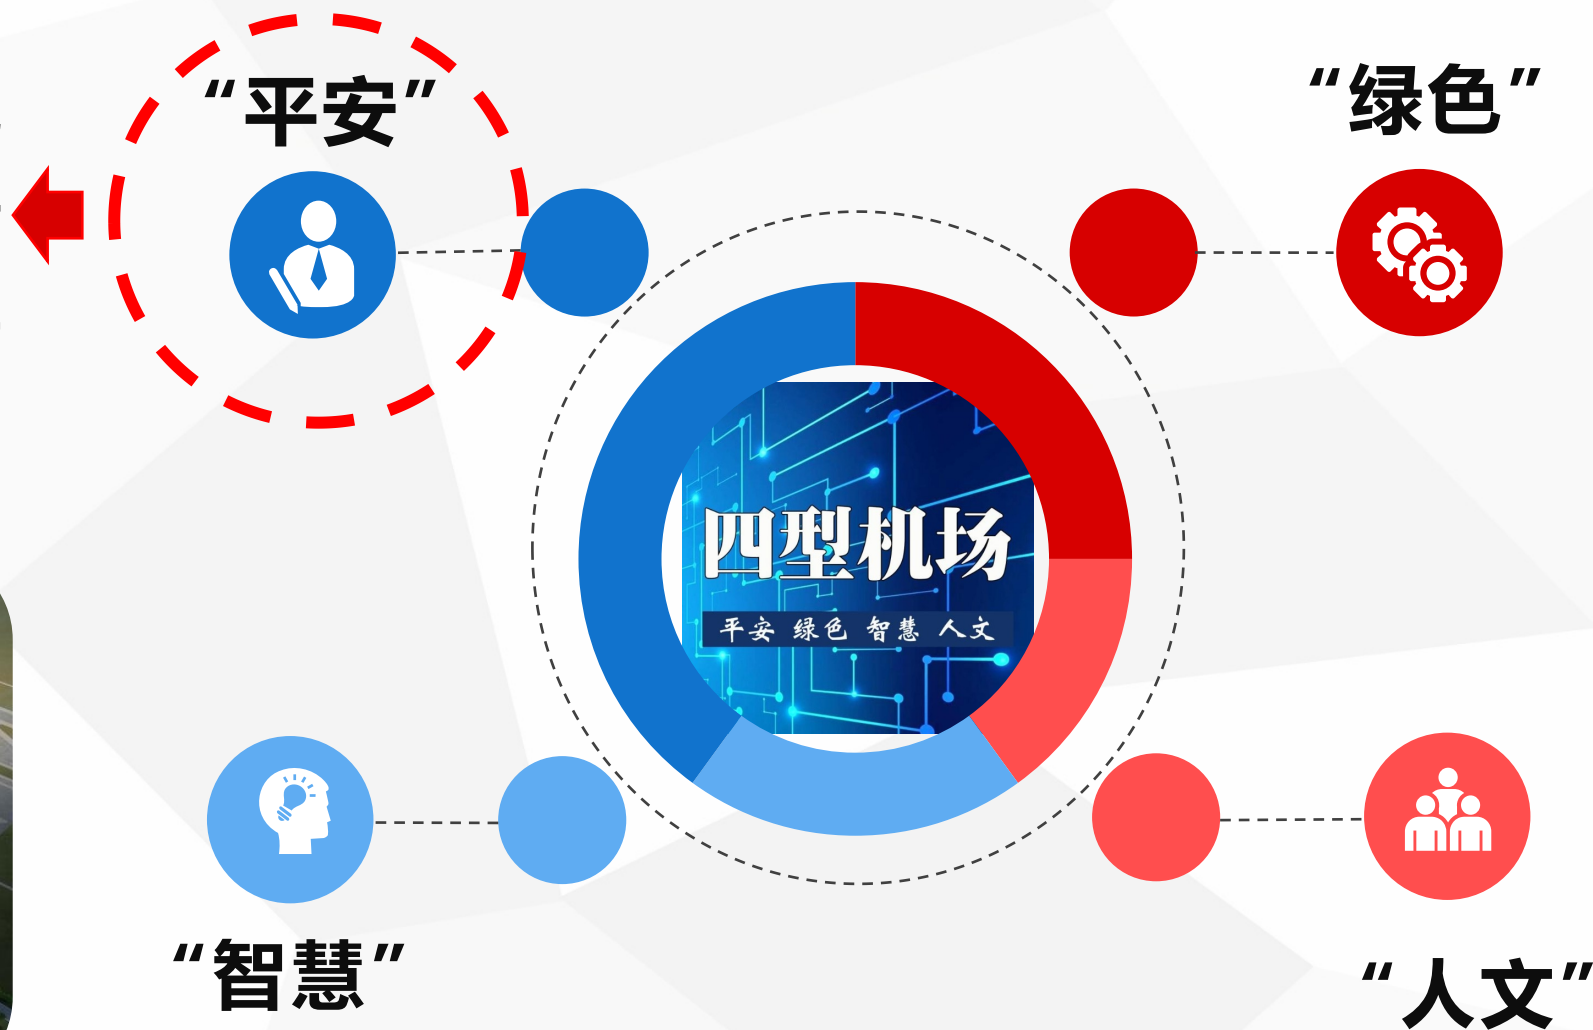 “平安”
“绿色”
四型机场
平安 绿色 智慧 人文
“智慧”
“人文”